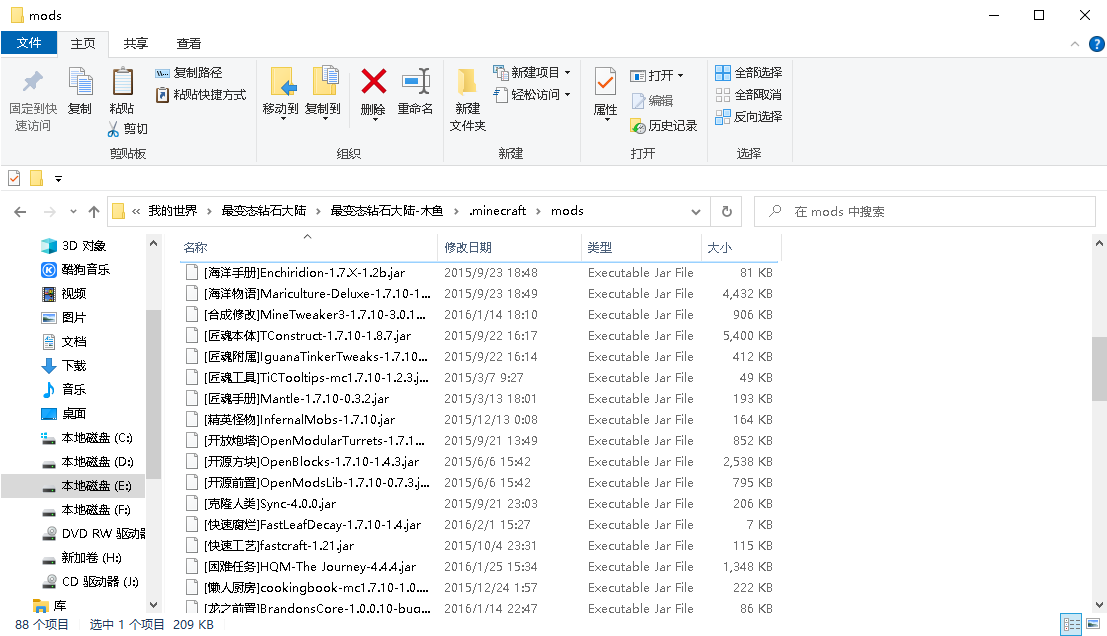 mods
文件 主页 共享 查看
固定到快速访问
复制
粘贴
复制路径
粘贴快捷方式
剪切
剪贴板
移动到 复制到 删除 重命名
组织
新建文件夹
新建项目
轻松访问
新建
属性
打开
编辑
历史记录
打开
全部选择
全部取消
反向选择
选择
« 我的世界 › 最变态钻石大陆 › 最变态钻石大陆-木鱼 › .minecraft › mods
在 mods 中搜索
3D 对象
酷狗音乐
视频
图片
文档
下载
音乐
桌面
本地磁盘 (C:)
本地磁盘 (D:)
本地磁盘 (E:)
本地磁盘 (F:)
DVD RW 驱动器
新加卷 (H:)
CD 驱动器 (J:)
库
名称 修改日期 类型 大小
[海洋手册]Enchiridion-1.7.X-1.2b.jar 2015/9/23 18:48 Executable Jar File 81 KB
[海洋物语]Mariculture-Deluxe-1.7.10-1... 2015/9/23 18:49 Executable Jar File 4,432 KB
[合成修改]MineTweaker3-1.7.10-3.0.1... 2016/1/14 18:10 Executable Jar File 906 KB
[匠魂本体]TConstruct-1.7.10-1.8.7.jar 2015/9/22 16:17 Executable Jar File 5,400 KB
[匠魂附属]IguanaTinkerTweaks-1.7.10... 2015/9/22 16:14 Executable Jar File 412 KB
[匠魂工具]TiCTooltips-mc1.7.10-1.2.3.j... 2015/3/7 9:27 Executable Jar File 49 KB
[匠魂手册]Mantle-1.7.10-0.3.2.jar 2015/3/13 18:01 Executable Jar File 193 KB
[精英怪物]InfernalMobs-1.7.10.jar 2015/12/13 0:08 Executable Jar File 164 KB
[开放炮塔]OpenModularTurrets-1.7.1... 2015/9/21 13:49 Executable Jar File 852 KB
[开源方块]OpenBlocks-1.7.10-1.4.3.jar 2015/6/6 15:42 Executable Jar File 2,538 KB
[开源前置]OpenModsLib-1.7.10-0.7.3.j... 2015/6/6 15:42 Executable Jar File 795 KB
[克隆人类]Sync-4.0.0.jar 2015/9/21 23:03 Executable Jar File 206 KB
[快速腐烂]FastLeafDecay-1.7.10-1.4.jar 2016/2/1 15:27 Executable Jar File 7 KB
[快速工艺]fastcraft-1.21.jar 2015/10/4 23:31 Executable Jar File 115 KB
[困难任务]HQM-The Journey-4.4.4.jar 2016/1/25 15:34 Executable Jar File 1,348 KB
[懒人厨房]cookingbook-mc1.7.10-1.0.... 2015/12/24 1:57 Executable Jar File 222 KB
[龙之前置]BrandonsCore-1.0.0.10-bua... 2016/1/14 22:47 Executable Jar File 86 KB
88 个项目 选中 1 个项目 209 KB